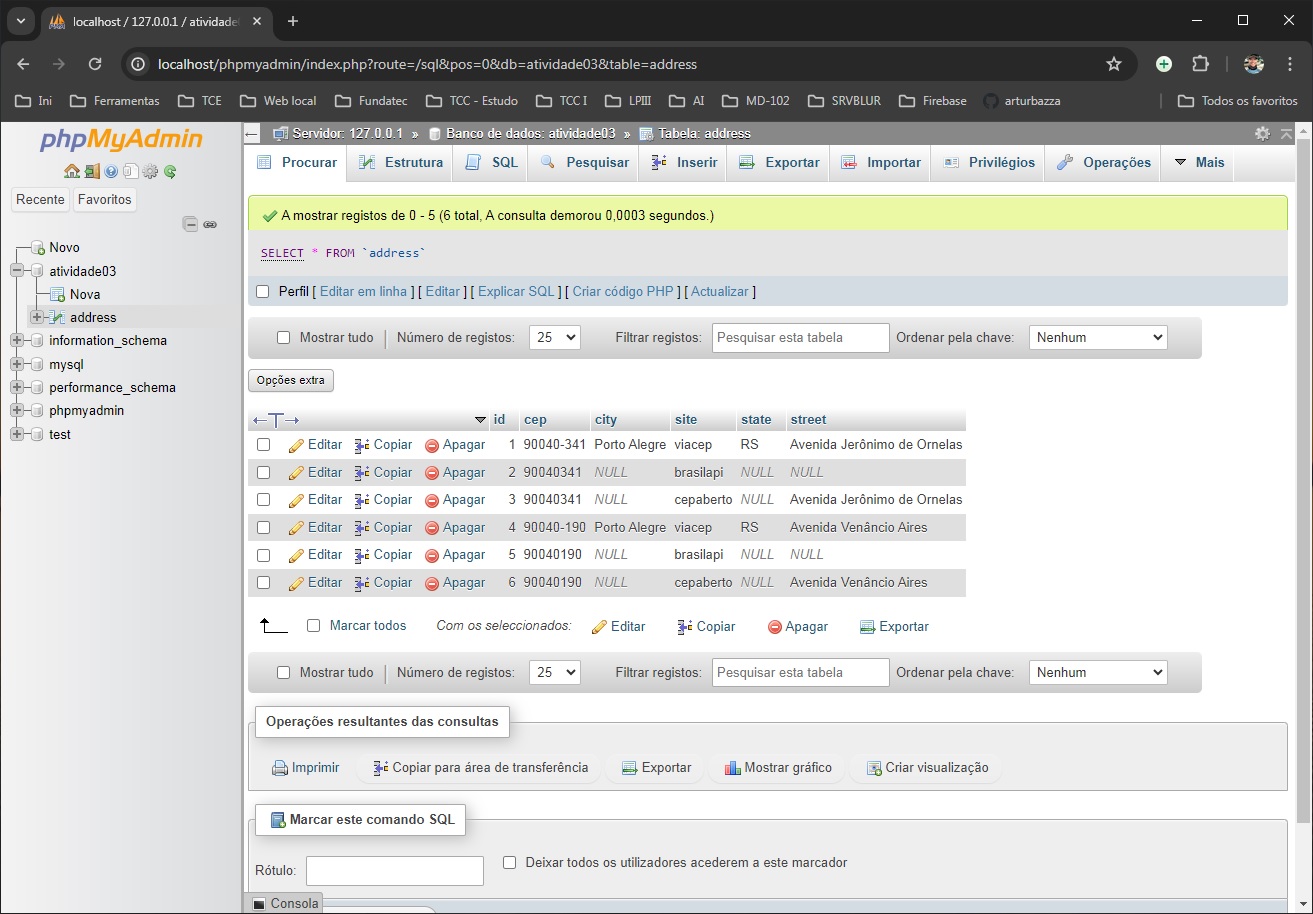 localhost / 127.0.0.1 / atividade
localhost/phpmyadmin/index.php?route=/sql&pos=0&db=atividade03&table=address
Ini Ferramentas TCE Web local Fundatec TCC - Estudo TCC I LPIII AI MD-102 SRVBLUR Firebase arturbazza Todos os favoritos
phpMyAdmin
Recente Favoritos
Novo
atividade03
Nova
address
information_schema
mysql
performance_schema
phpmyadmin
test
Servidor: 127.0.0.1 » Banco de dados: atividade03 » Tabela: address
Procurar Estrutura SQL Pesquisar Inserir Exportar Importar Privilégios Operações Mais
A mostrar registos de 0 - 5 (6 total, A consulta demorou 0,0003 segundos.)
SELECT * FROM `address`
Perfil [ Editar em linha ] [ Editar ] [ Explicar SQL ] [ Criar código PHP ] [ Actualizar ]
Mostrar tudo Número de registos: 25 Filtrar registos: Pesquisar esta tabela Ordenar pela chave: Nenhum
Opções extra
←T→ id cep city site state street
Editar Copiar Apagar 1 90040-341 Porto Alegre viacep RS Avenida Jerônimo de Ornelas
Editar Copiar Apagar 2 90040341 NULL brasilapi NULL NULL
Editar Copiar Apagar 3 90040341 NULL cepaberto NULL Avenida Jerônimo de Ornelas
Editar Copiar Apagar 4 90040-190 Porto Alegre viacep RS Avenida Venâncio Aires
Editar Copiar Apagar 5 90040190 NULL brasilapi NULL NULL
Editar Copiar Apagar 6 90040190 NULL cepaberto NULL Avenida Venâncio Aires
Marcar todos Com os seleccionados: Editar Copiar Apagar Exportar
Mostrar tudo Número de registos: 25 Filtrar registos: Pesquisar esta tabela Ordenar pela chave: Nenhum
Operações resultantes das consultas
Imprimir Copiar para área de transferência Exportar Mostrar gráfico Criar visualização
Marcar este comando SQL
Rótulo: Deixar todos os utilizadores acederem a este marcador
Consola